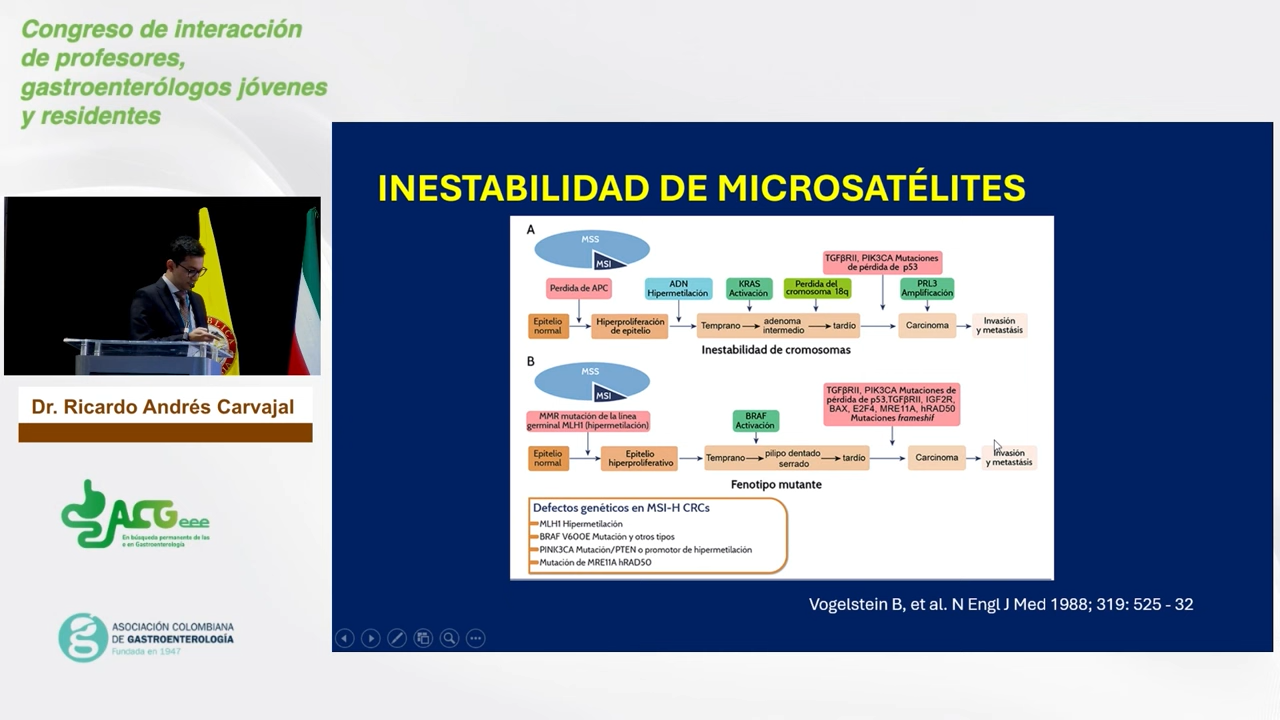 Congreso de interacción
de profesores,
gastroenterólogos jóvenes
y residentes
Dr. Ricardo Andrés Carvajal
ACG eee
En búsqueda permanente de las
e en Gastroenterología
ASOCIACIÓN COLOMBIANA
DE GASTROENTEROLOGÍA
Fundada en 1947
INESTABILIDAD DE MICROSATÉLITES
A
MSS
MSI
Perdida de APC
ADN
Hipermetilación
KRAS
Activación
Perdida del
cromosoma 18q
TGFβRII, PIK3CA Mutaciones
de pérdida de p53
PRL3
Amplificación
Epitelio
normal
Hiperproliferación
de epitelio
Temprano
adenoma
intermedio
tardío
Carcinoma
Invasión
y metastásis
Inestabilidad de cromosomas
B
MSS
MSI
MMR mutación de la linea
germinal MLH1 (hipermetilación)
BRAF
Activación
TGFβRII, PIK3CA Mutaciones de
pérdida de p53,TGFβRII, IGF2R,
BAX, E2F4, MRE11A, hRAD50
Mutaciones frameshif
Epitelio
normal
Epitelio
hiperproliferativo
Temprano
pilipo dentado
serrado
tardío
Carcinoma
Invasión
y metastásis
Fenotipo mutante
Defectos genéticos en MSI-H CRCs
MLH1 Hipermetilación
BRAF V600E Mutación y otros tipos
PINK3CA Mutación/PTEN o promotor de hipermetilación
Mutación de MRE11A hRAD50
Vogelstein B, et al. N Engl J Med 1988; 319: 525 - 32